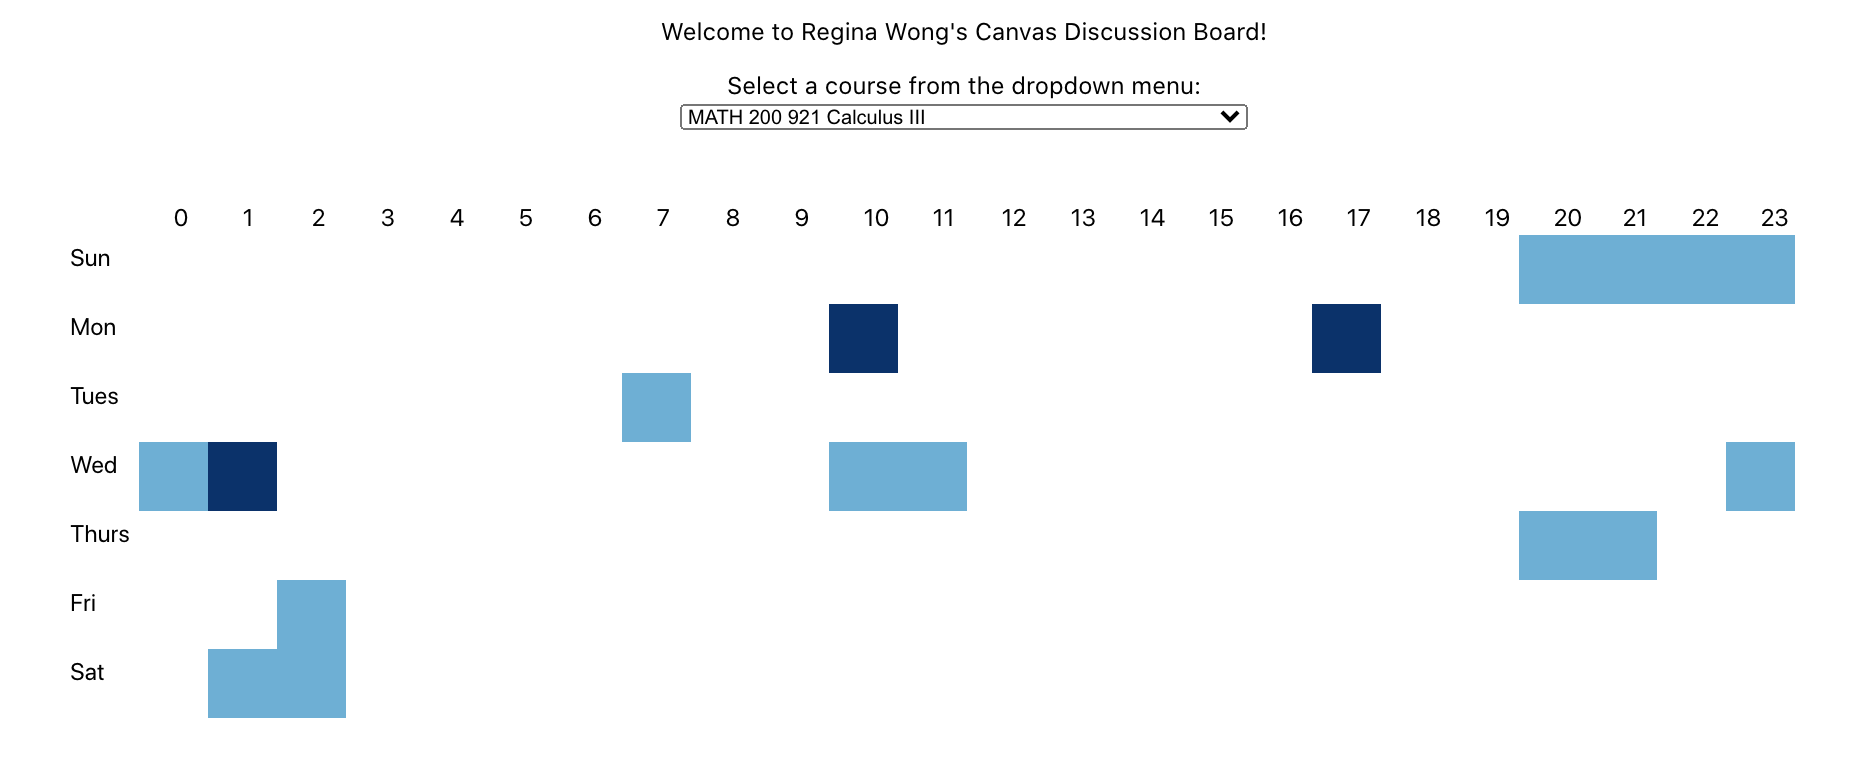 Welcome to Regina Wong's Canvas Discussion Board!
Select a course from the dropdown menu:
MATH 200 921 Calculus III
0 1 2 3 4 5 6 7 8 9 10 11 12 13 14 15 16 17 18 19 20 21 22 23
Sun
Mon
Tues
Wed
Thurs
Fri
Sat